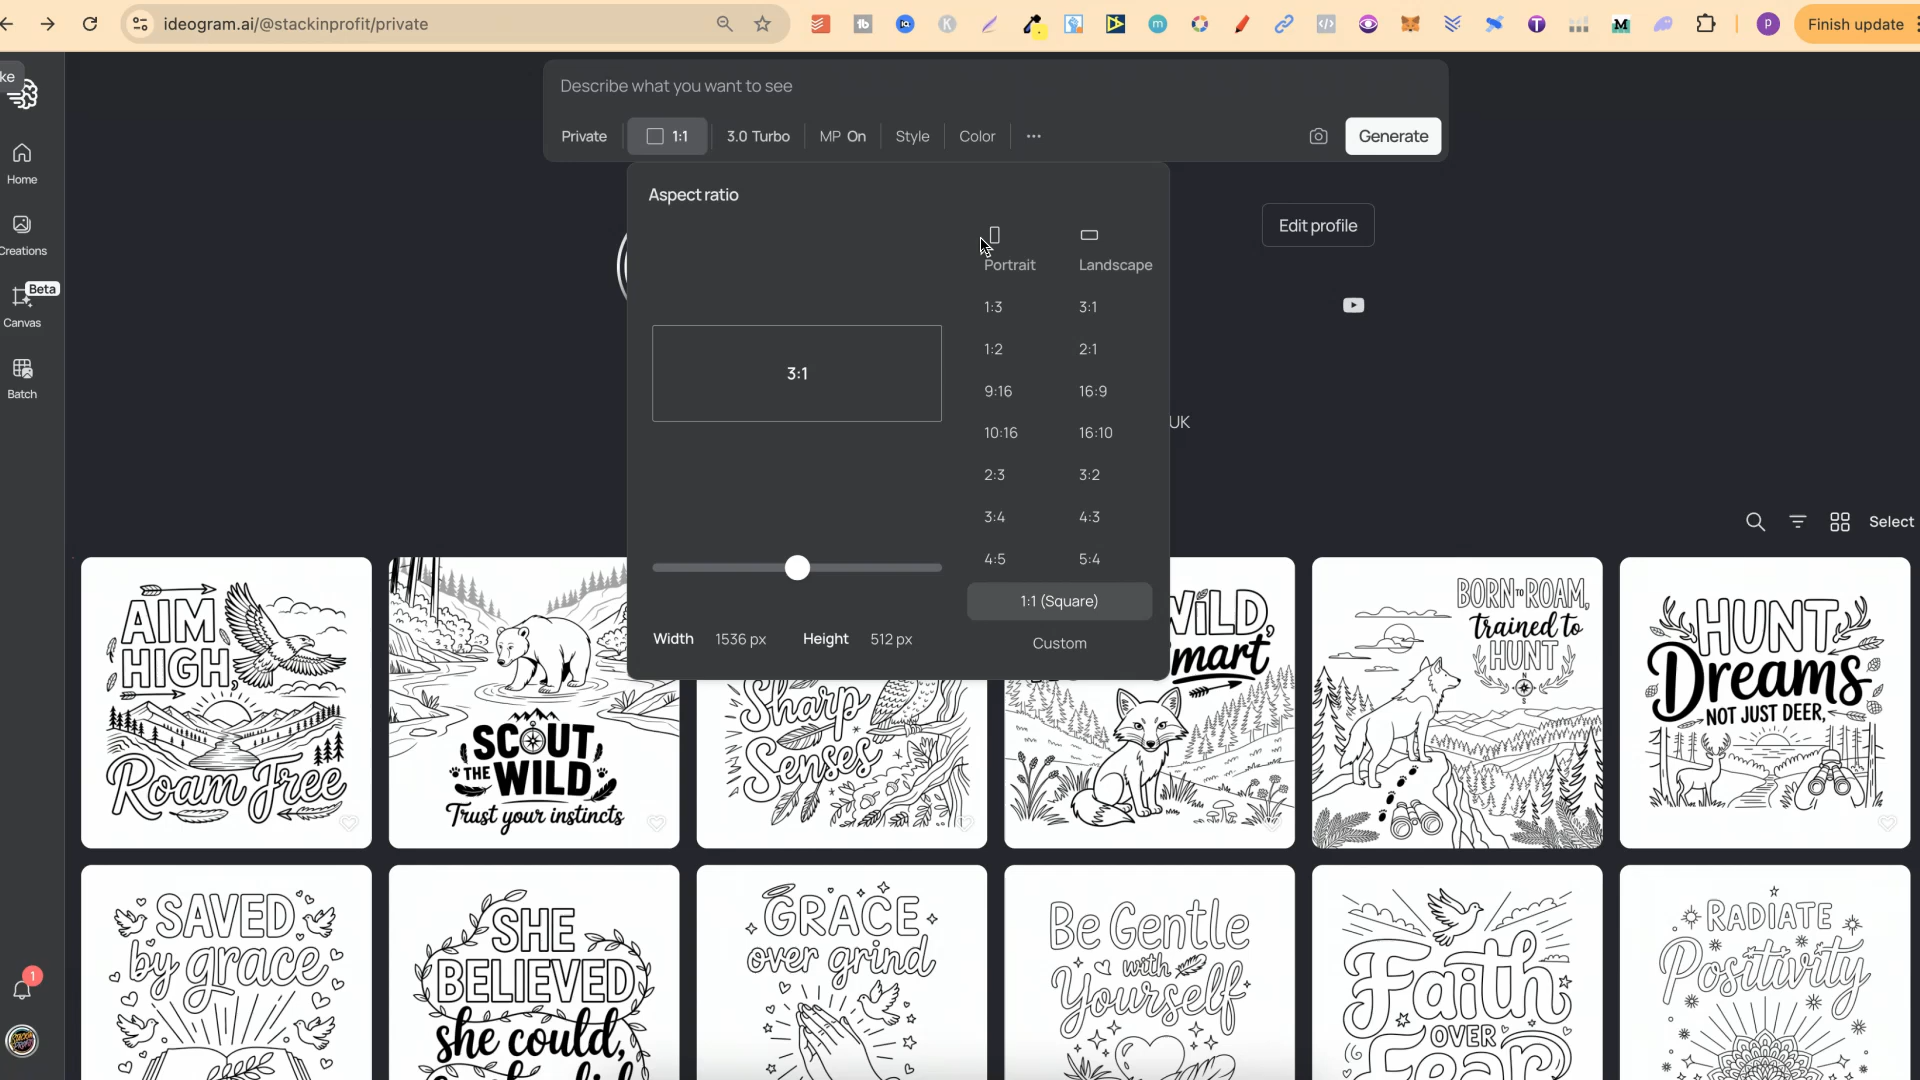 ideogram.ai/@stackinprofit/private
Finish update
ke
Describe what you want to see
Private
1:1
3.0 Turbo
MP On
Style
Color
Generate
Home
Creations
Beta
Canvas
Batch
1
Aspect ratio
Portrait
Landscape
1:3
3:1
1:2
2:1
9:16
16:9
10:16
16:10
2:3
3:2
3:4
4:3
4:5
5:4
1:1 (Square)
Custom
3:1
Width 1536 px Height 512 px
Edit profile
UK
Select
AIM
HIGH,
Roam Free
SCOUT
THE WILD
Trust your instincts
Sharp
Senses
WILD,
mart
BORN TO ROAM,
trained to
HUNT
N
S
HUNT
Dreams
NOT JUST DEER,
SAVED
by grace
SHE
BELIEVED
she could,
GRACE
over grind
Be Gentle
with
Yourself
Faith
OVER
Fear
RADIATE
Positivity